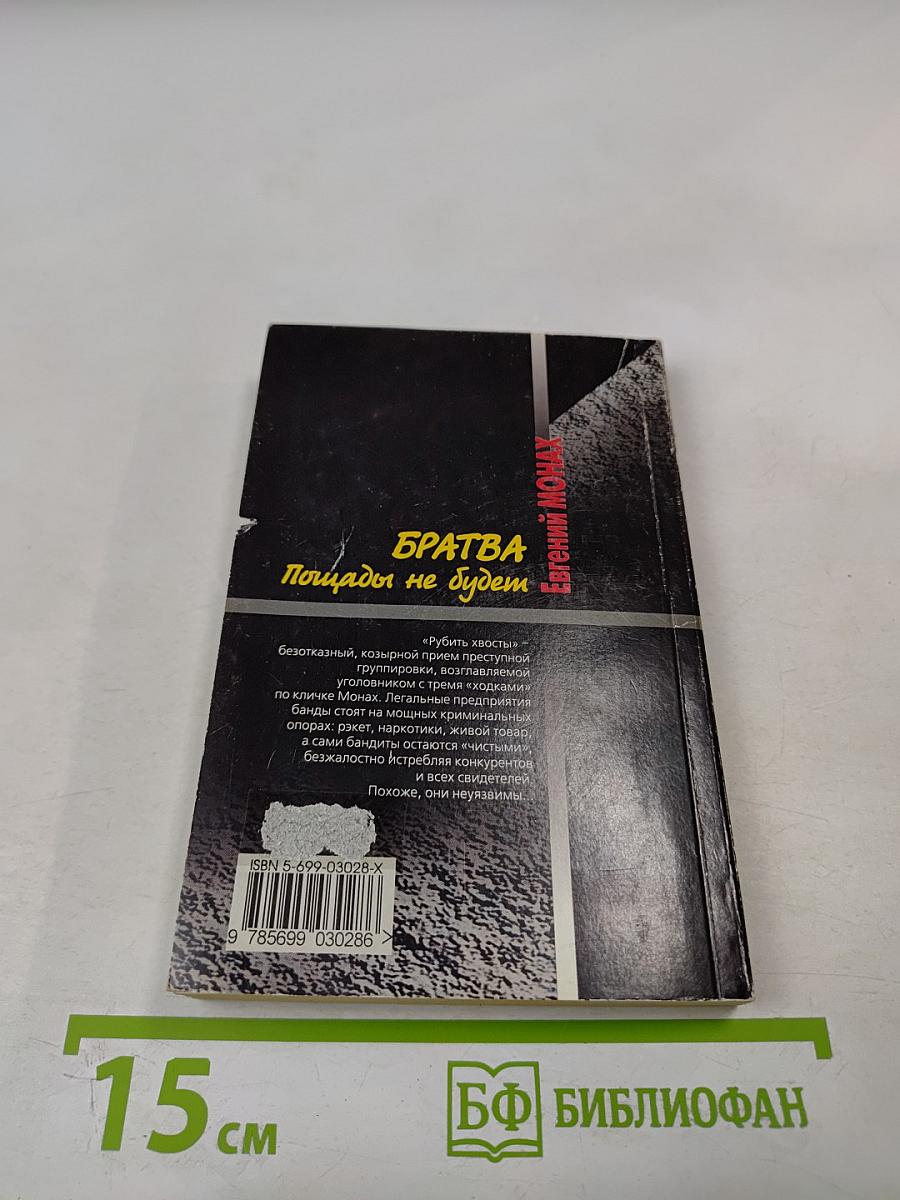 БРАТВА
Пощады не будет
Евгений МОНАХ
«Рубить хвосты» –
безотказный, козырной прием преступной
группировки, возглавляемой
уголовником с тремя «ходками»
по кличке Монах. Легальные предприятия
банды стоят на мощных криминальных
опорах: рэкет, наркотики, живой товар,
а сами бандиты остаются «чистыми»,
безжалостно истребляя конкурентов
и всех свидетелей.
Похоже, они неуязвимы...
ISBN 5-699-03028-X
9 785699 030286 >
15 см
БФ БИБЛИОФАН